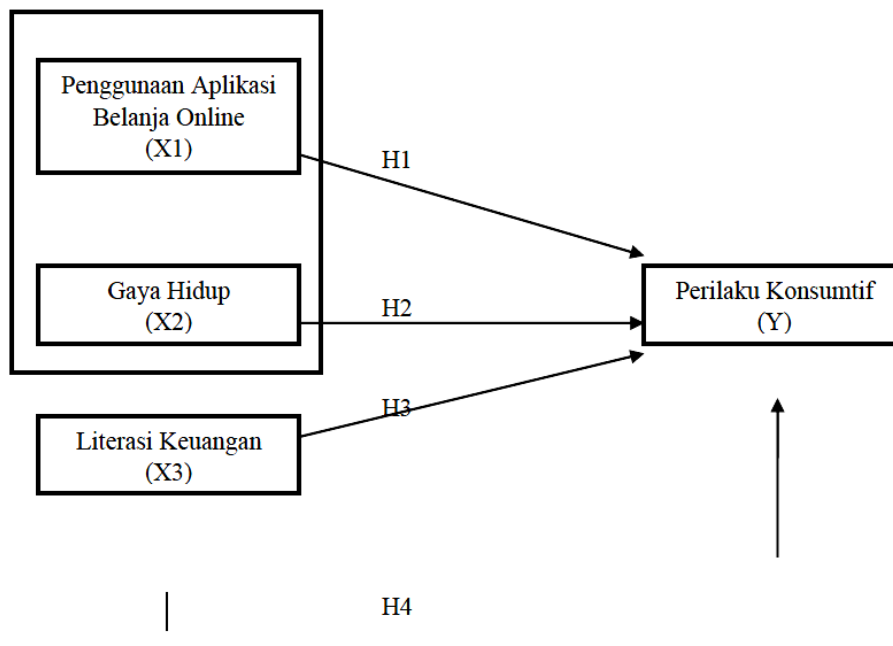 Penggunaan Aplikasi
Belanja Online
(X1)
H1
Gaya Hidup
(X2)
H2
Perilaku Konsumtif
(Y)
H3
Literasi Keuangan
(X3)
H4